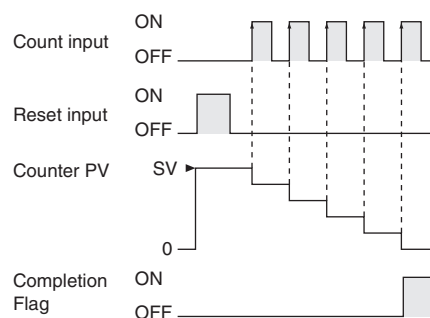 ON
Count input
OFF
ON
Reset input
OFF
Counter PV SV
0
Completion ON
Flag OFF